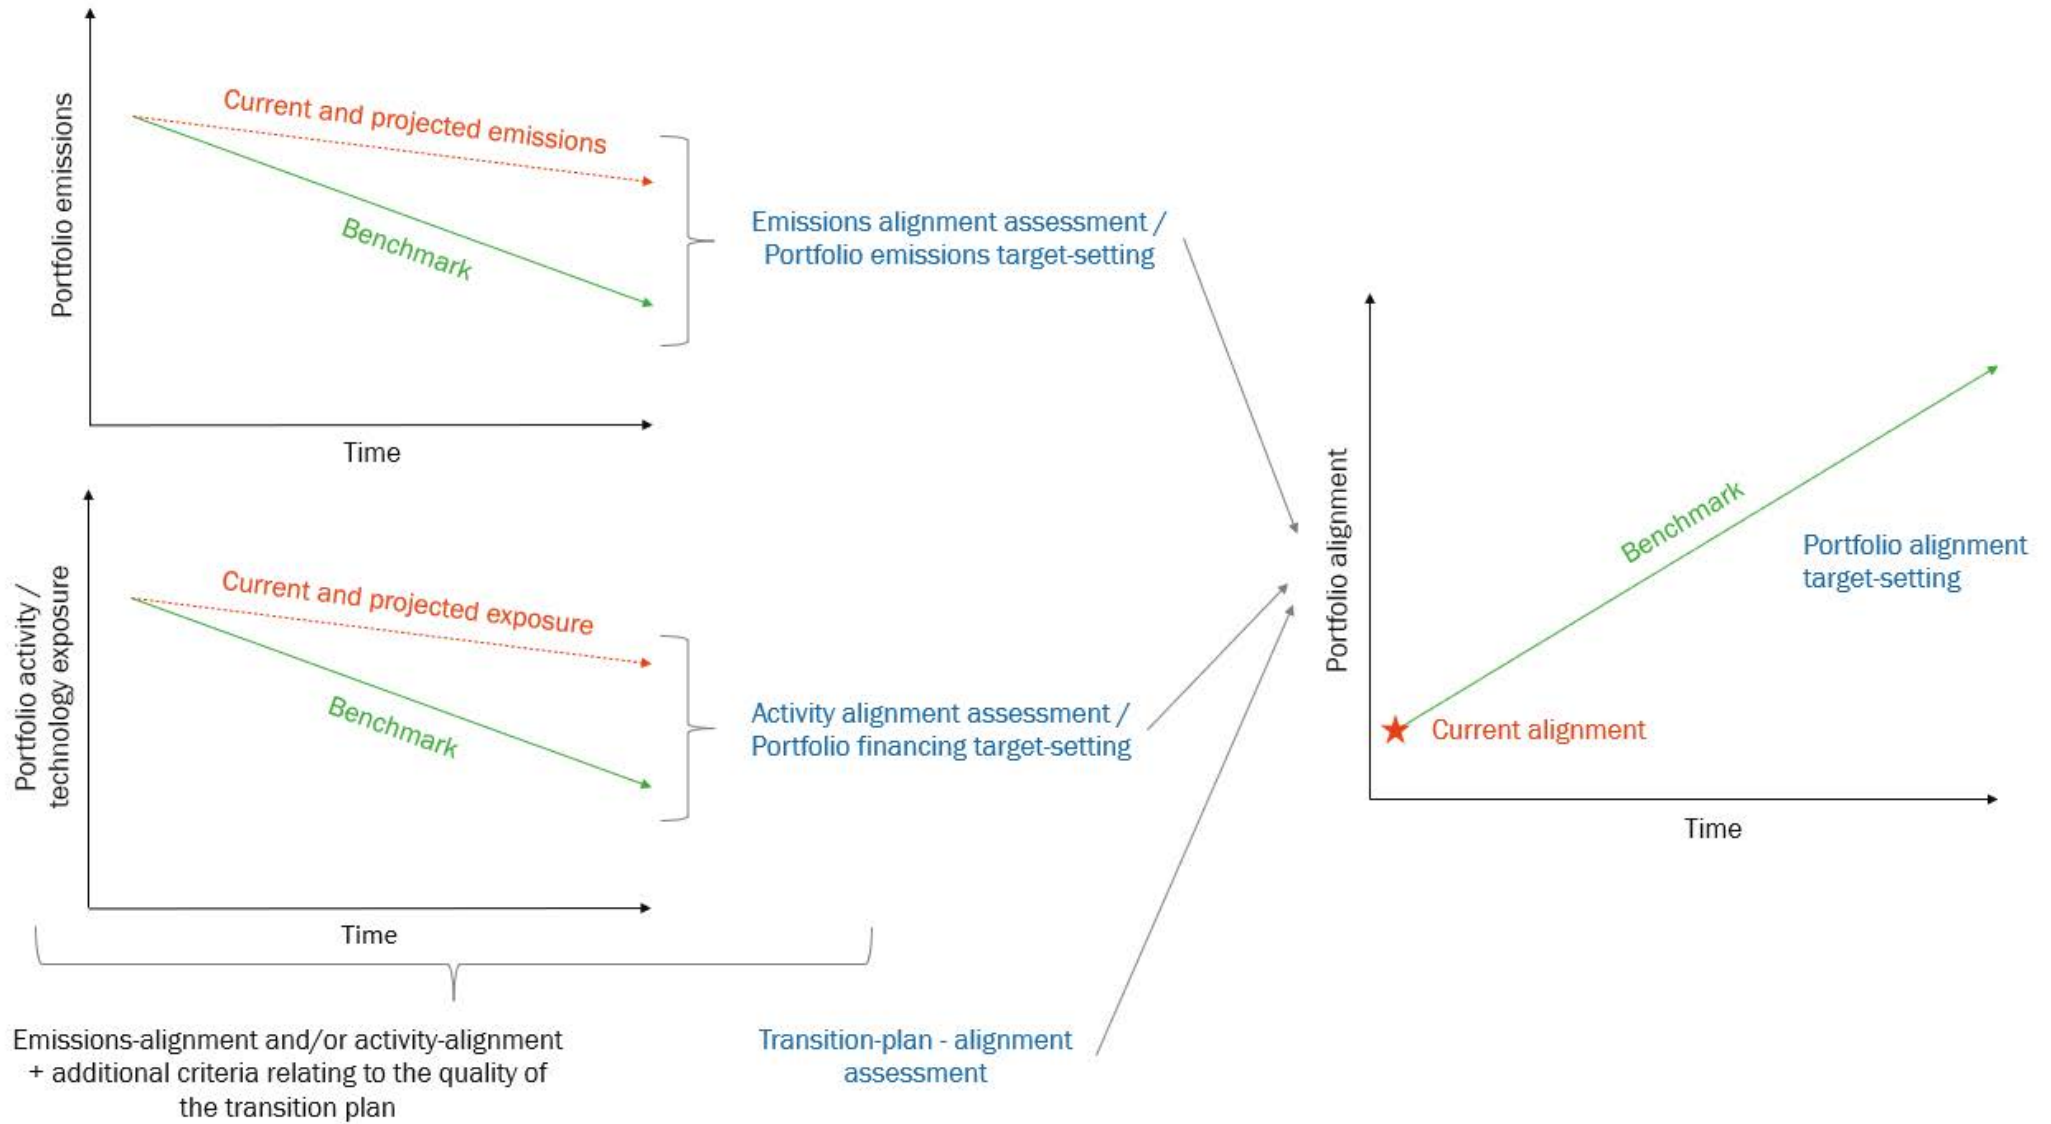 Portfolio emissions
Current and projected emissions
Benchmark
Time
Emissions alignment assessment /
Portfolio emissions target-setting
Portfolio activity /
technology exposure
Current and projected exposure
Benchmark
Time
Activity alignment assessment /
Portfolio financing target-setting
Emissions-alignment and/or activity-alignment
+ additional criteria relating to the quality of
the transition plan
Transition-plan - alignment
assessment
Portfolio alignment
Benchmark
Portfolio alignment
target-setting
Current alignment
Time